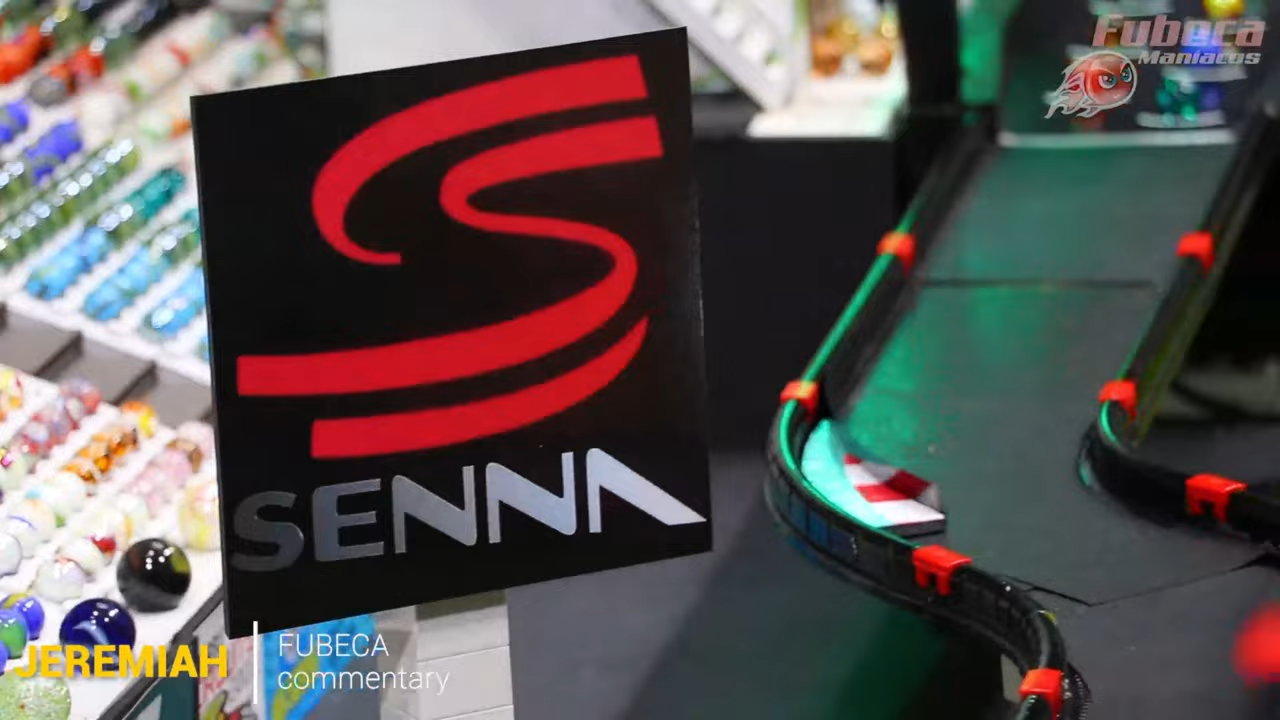 Fubeca
Maniacos
SENNA
JEREMIAH
FUBECA
commentary